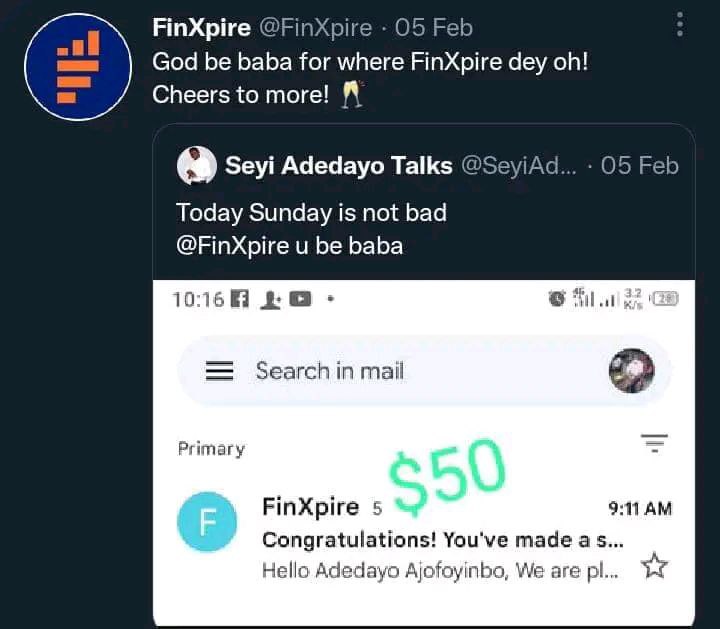 FinXpire @FinXpire · 05 Feb
God be baba for where FinXpire dey oh!
Cheers to more! 🥂
Seyi Adedayo Talks @SeyiAd... · 05 Feb
Today Sunday is not bad
@FinXpire u be baba
10:16 4G 3.2 K/s 28
Search in mail
Primary
$50
FinXpire 5 9:11 AM
Congratulations! You've made a s...
Hello Adedayo Ajofoyinbo, We are pl...
F